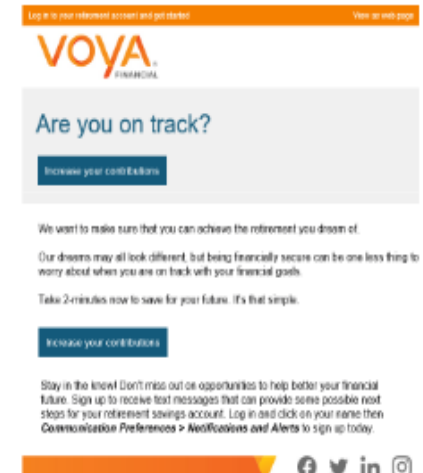 Log in to your retirement account and get started
View as web page
VOYA
FINANCIAL
Are you on track?
Increase your contributions
We want to make sure that you can achieve the retirement you dream of.
Our dreams may all look different, but being financially secure can be one less thing to
worry about when you are on track with your financial goals.
Take 2-minutes now to save for your future. It's that simple.
Increase your contributions
Stay in the know! Don't miss out on opportunities to help better your financial
future. Sign up to receive text messages that can provide some possible next
steps for your retirement savings account. Log in and click on your name then
Communication Preferences > Notifications and Alerts to sign up today.